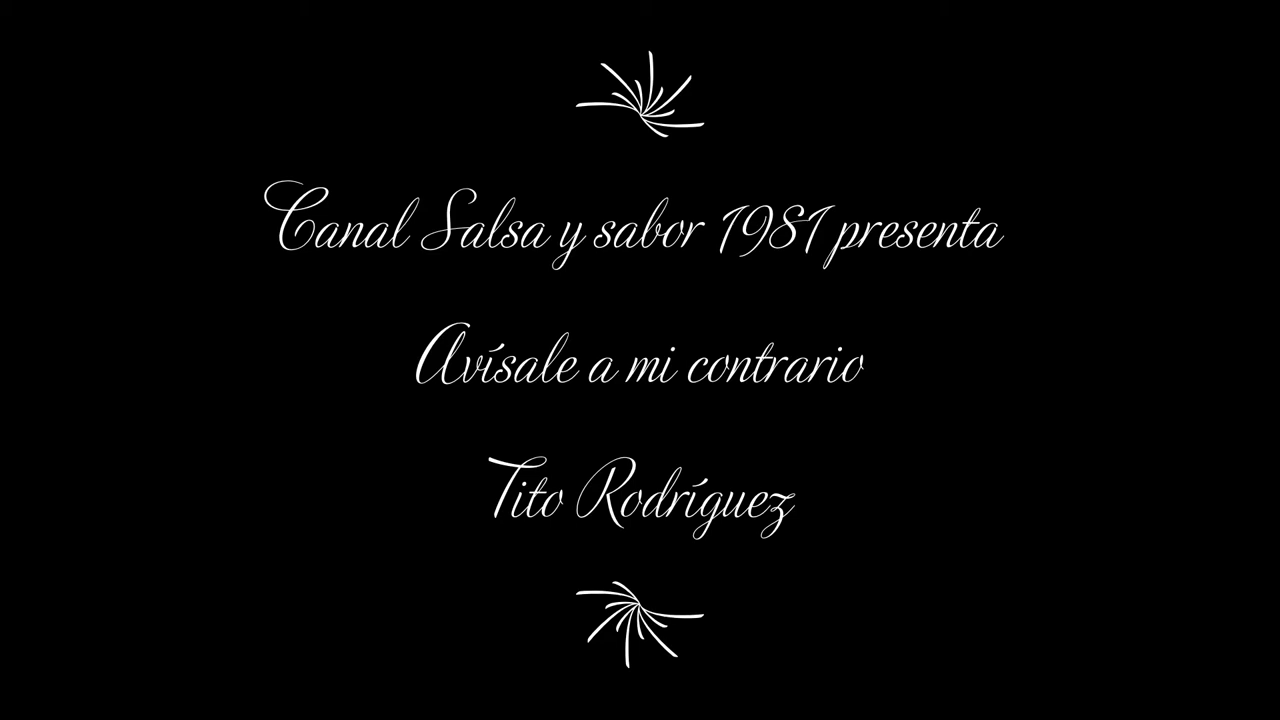 Canal Salsa y sabor 1981 presenta
Avísale a mi contrario
Tito Rodríguez